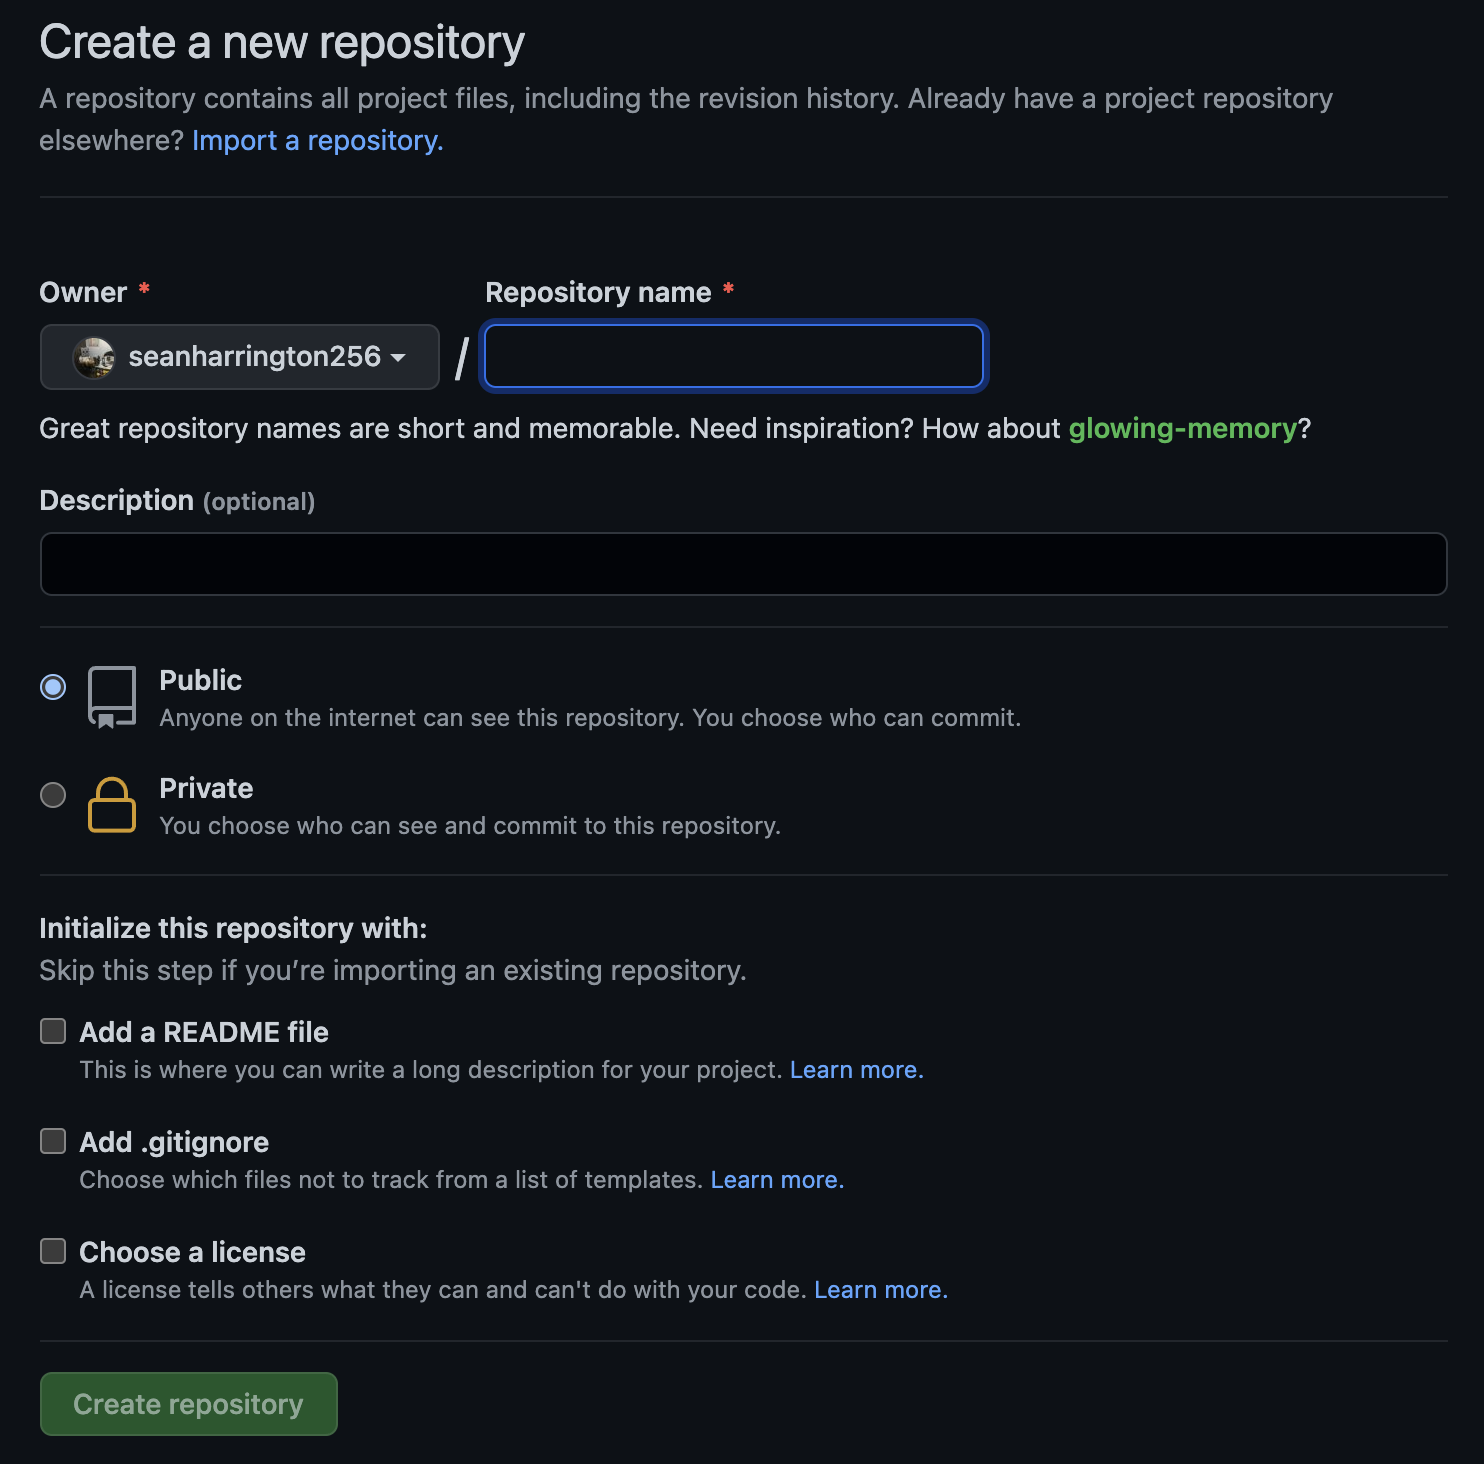 Create a new repository
A repository contains all project files, including the revision history. Already have a project repository
elsewhere? Import a repository.
Owner * Repository name *
seanharrington256 /
Great repository names are short and memorable. Need inspiration? How about glowing-memory?
Description (optional)
Public
Anyone on the internet can see this repository. You choose who can commit.
Private
You choose who can see and commit to this repository.
Initialize this repository with:
Skip this step if you’re importing an existing repository.
Add a README file
This is where you can write a long description for your project. Learn more.
Add .gitignore
Choose which files not to track from a list of templates. Learn more.
Choose a license
A license tells others what they can and can't do with your code. Learn more.
Create repository